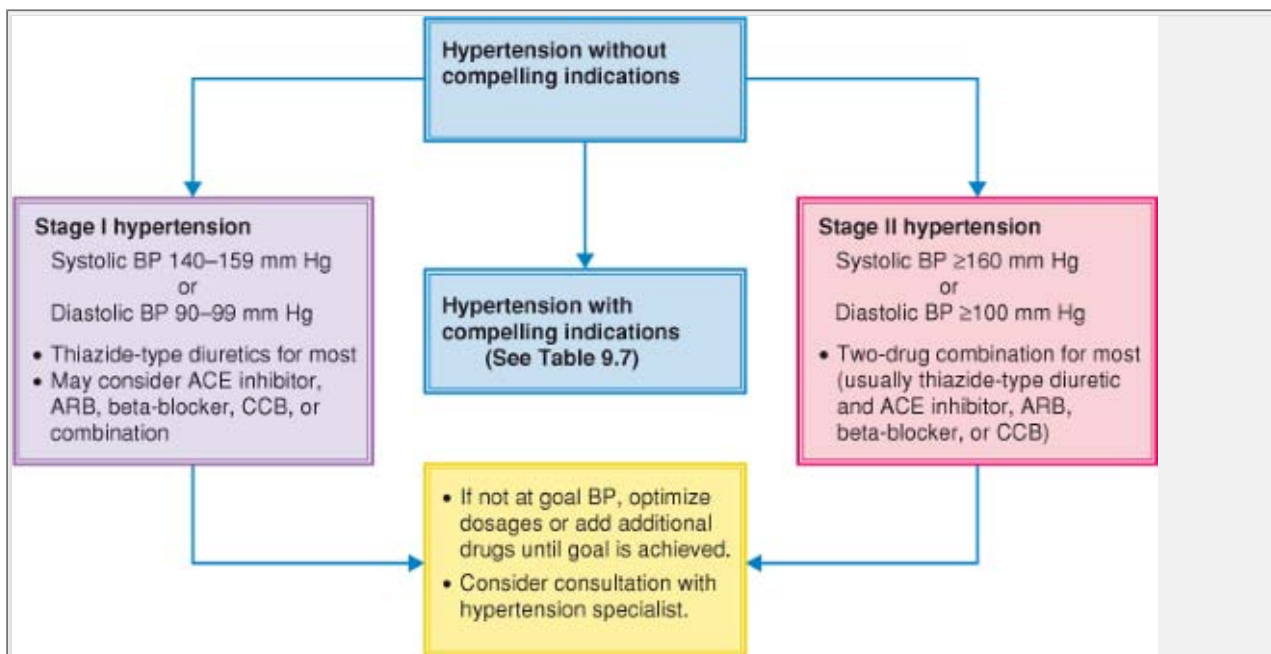 Hypertension without
compelling indications
Stage I hypertension
Systolic BP 140–159 mm Hg
or
Diastolic BP 90–99 mm Hg
• Thiazide-type diuretics for most
• May consider ACE inhibitor,
ARB, beta-blocker, CCB, or
combination
Hypertension with
compelling indications
(See Table 9.7)
Stage II hypertension
Systolic BP ≥160 mm Hg
or
Diastolic BP ≥100 mm Hg
• Two-drug combination for most
(usually thiazide-type diuretic
and ACE inhibitor, ARB,
beta-blocker, or CCB)
• If not at goal BP, optimize
dosages or add additional
drugs until goal is achieved.
• Consider consultation with
hypertension specialist.